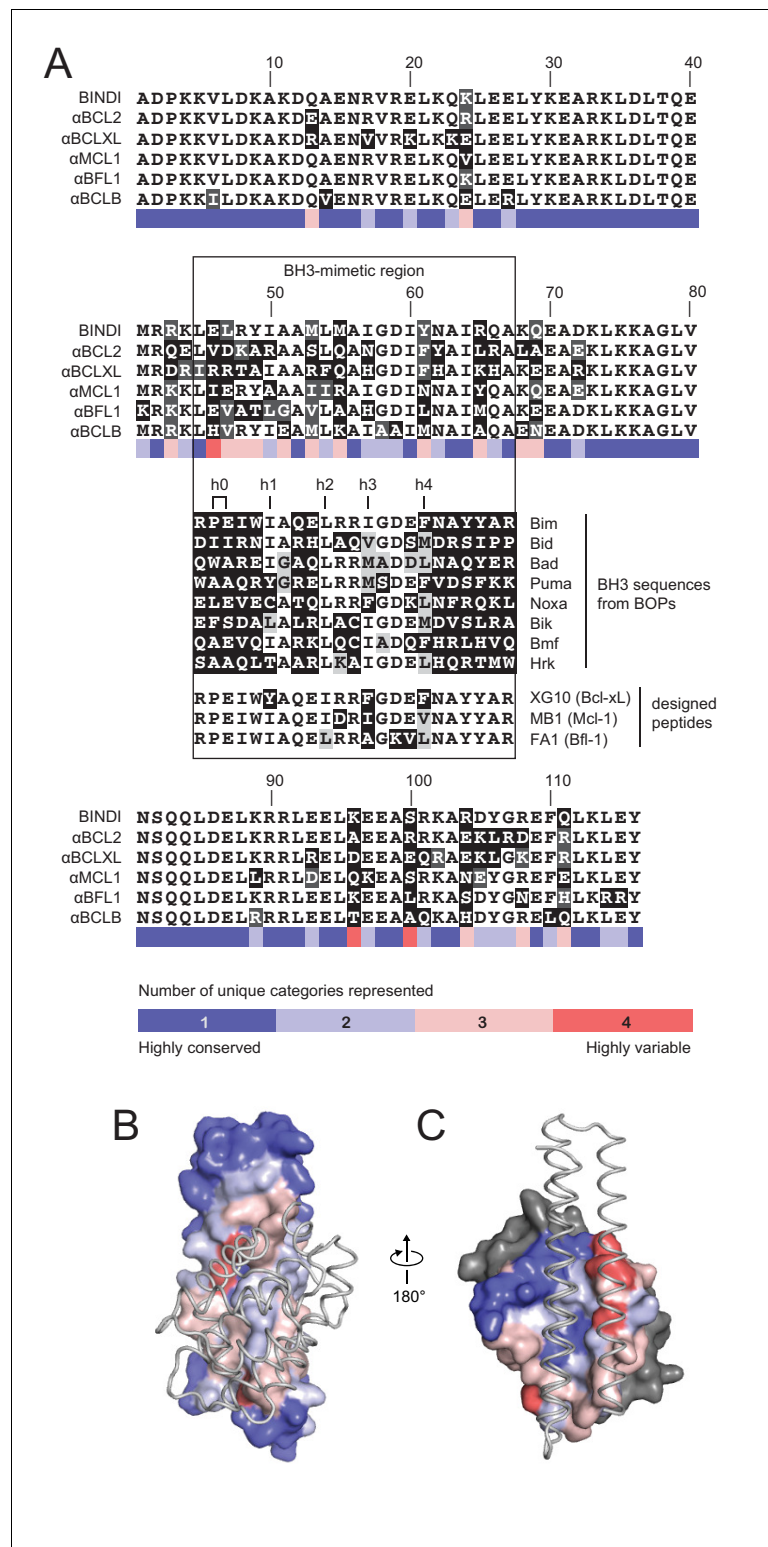 A
10 20 30 40
BINDI ADPKKVLDKAKDQAENRVRELKQKLEELYKEARKLDLTQE
αBCL2 ADPKKVLDKAKDEAENRVRELKQRLEELYKEARKLDLTQE
αBCLXL ADPKKVLDKAKDRAENVVRKLKKELEELYKEARKLDLTQE
αMCL1 ADPKKVLDKAKDQAENRVRELKQVLEELYKEARKLDLTQE
αBFL1 ADPKKVLDKAKDQAENRVRELKQKLEELYKEARKLDLTQE
αBCLB ADPKKILDKAKDQVENRVRELKQELERLYKEARKLDLTQE
BH3-mimetic region
50 60 70 80
BINDI MRRKLELRYIAAMLMAIGDIYNAIRQAKQEADKLKKAGLV
αBCL2 MRQELVDKARAASLQANGDIFYAILRALAEAEKLKKAGLV
αBCLXL MRDRIRRTAIAARFQAHGDIFHAIKHAKEEARKLKKAGLV
αMCL1 MRKKLIERYAAAIIRAIGDINNAIYQAKQEAEKLKKAGLV
αBFL1 KRKKLEVATLGAVLAAHGDILNAIMQAKEEADKLKKAGLV
αBCLB MRRKLHVRYIEAMLKAIAAIMNAIAQAENEADKLKKAGLV
h0 h1 h2 h3 h4
RPEIWIAQELRRIGDEFNAYYAR Bim
DIIRNIARHLAQVGDSMDRSIPP Bid
QWAREIGAQLRRMADDLNAQYER Bad
WAAQRYGRELRRMSDEFVDSFKK Puma
ELEVECATQLRRFGDKLNFRQKL Noxa
EFSDALALRLACIGDEMDVSLRA Bik
QAEVQIARKLQCIADQFHRLHVQ Bmf
SAAQLTAARLKAIGDELHQRTMW Hrk
BH3 sequences
from BOPs
RPEIWYAQEIRRFGDEFNAYYAR XG10 (Bcl-xL)
RPEIWIAQEIDRIGDEVNAYYAR MB1 (Mcl-1)
RPEIWIAQELRRAGKVLNAYYAR FA1 (Bfl-1)
designed
peptides
90 100 110
BINDI NSQQLDELKRRLEELKEEASRKARDYGREFQLKLEY
αBCL2 NSQQLDELKRRLEELAEEARRKAEKLRDEFRLKLEY
αBCLXL NSQQLDELKRRLRELDEEAEQRAEKLGKEFRLKLEY
αMCL1 NSQQLDELLRRLDELQKEASRKANEYGREFELKLEY
αBFL1 NSQQLDELKRRLEELKEEALRKASDYGNEFHLKRRY
αBCLB NSQQLDELRRRLEELTEEAAQKAHDYGRELQLKLEY
Number of unique categories represented
1 2 3 4
Highly conserved Highly variable
B C
180°